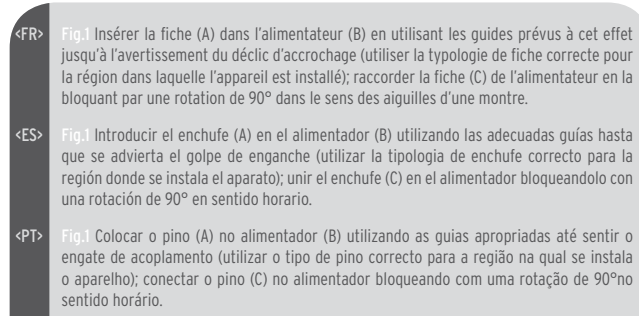 <FR> Fig.1 Insérer la fiche (A) dans l'alimentateur (B) en utilisant les guides prévus à cet effet
jusqu'à l'avertissement du déclic d'accrochage (utiliser la typologie de fiche correcte pour
la région dans laquelle l'appareil est installé); raccorder la fiche (C) de l'alimentateur en la
bloquant par une rotation de 90° dans le sens des aiguilles d'une montre.
<ES> Fig.1 Introducir el enchufe (A) en el alimentador (B) utilizando las adecuadas guías hasta
que se advierta el golpe de enganche (utilizar la tipologia de enchufe correcto para la
región donde se instala el aparato); unir el enchufe (C) en el alimentador bloqueandolo con
una rotación de 90° en sentido horario.
<PT> Fig.1 Colocar o pino (A) no alimentador (B) utilizando as guias apropriadas até sentir o
engate de acoplamento (utilizar o tipo de pino correcto para a região na qual se instala
o aparelho); conectar o pino (C) no alimentador bloqueando com uma rotação de 90°no
sentido horário.